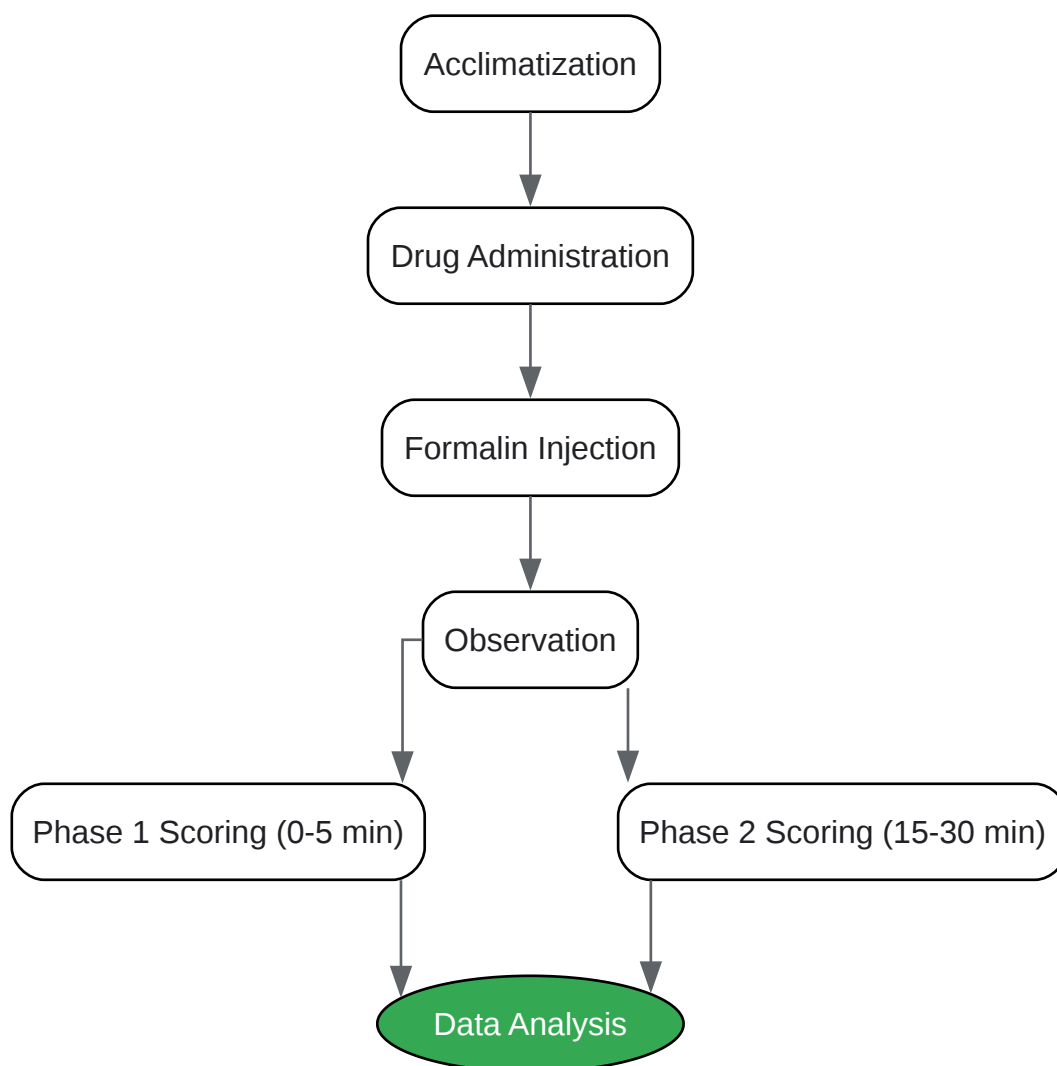 Acclimatization
Drug Administration
Formalin Injection
Observation
Phase 1 Scoring (0-5 min)
Phase 2 Scoring (15-30 min)
Data Analysis